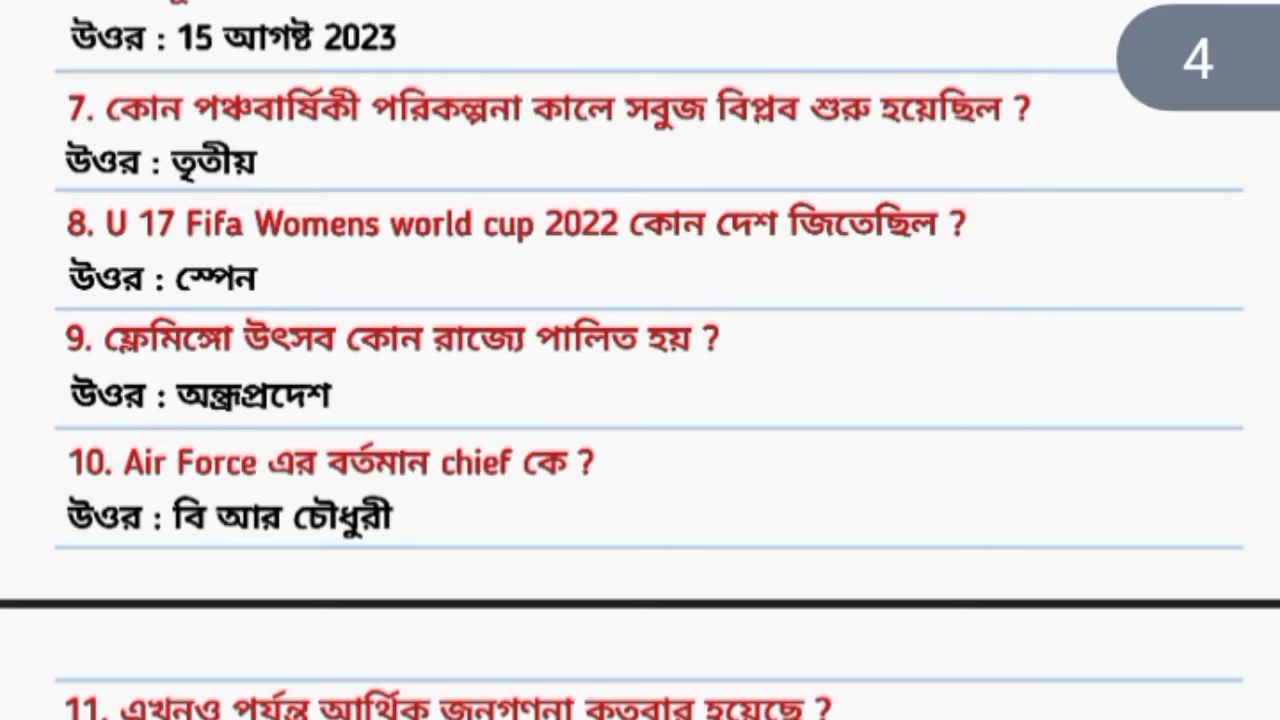 উওর : 15 আগষ্ট 2023
4
7. কোন পঞ্চবার্ষিকী পরিকল্পনা কালে সবুজ বিপ্লব শুরু হয়েছিল ?
উওর : তৃতীয়
8. U 17 Fifa Womens world cup 2022 কোন দেশ জিতেছিল ?
উওর : স্পেন
9. ফ্লেমিঙ্গো উৎসব কোন রাজ্যে পালিত হয় ?
উওর : অন্ধ্রপ্রদেশ
10. Air Force এর বর্তমান chief কে ?
উওর : বি আর চৌধুরী
11. এখনও পর্যন্ত আর্থিক জনগণনা কতবার হয়েছে ?